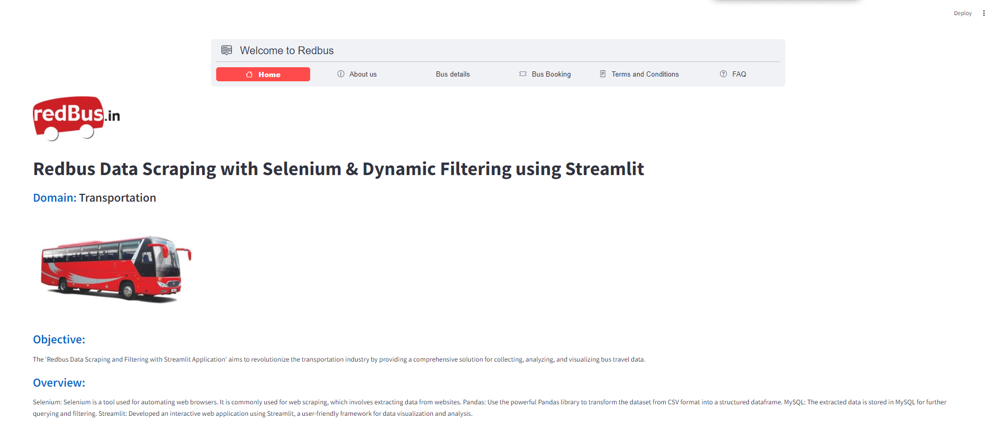 Deploy
Welcome to Redbus
Home
About us
Bus details
Bus Booking
Terms and Conditions
FAQ
redBus.in
Redbus Data Scraping with Selenium & Dynamic Filtering using Streamlit
Domain: Transportation
Objective:
The 'Redbus Data Scraping and Filtering with Streamlit Application' aims to revolutionize the transportation industry by providing a comprehensive solution for collecting, analyzing, and visualizing bus travel data.
Overview:
Selenium: Selenium is a tool used for automating web browsers. It is commonly used for web scraping, which involves extracting data from websites. Pandas: Use the powerful Pandas library to transform the dataset from CSV format into a structured dataframe. MySQL: The extracted data is stored in MySQL for further
querying and filtering. Streamlit: Developed an interactive web application using Streamlit, a user-friendly framework for data visualization and analysis.